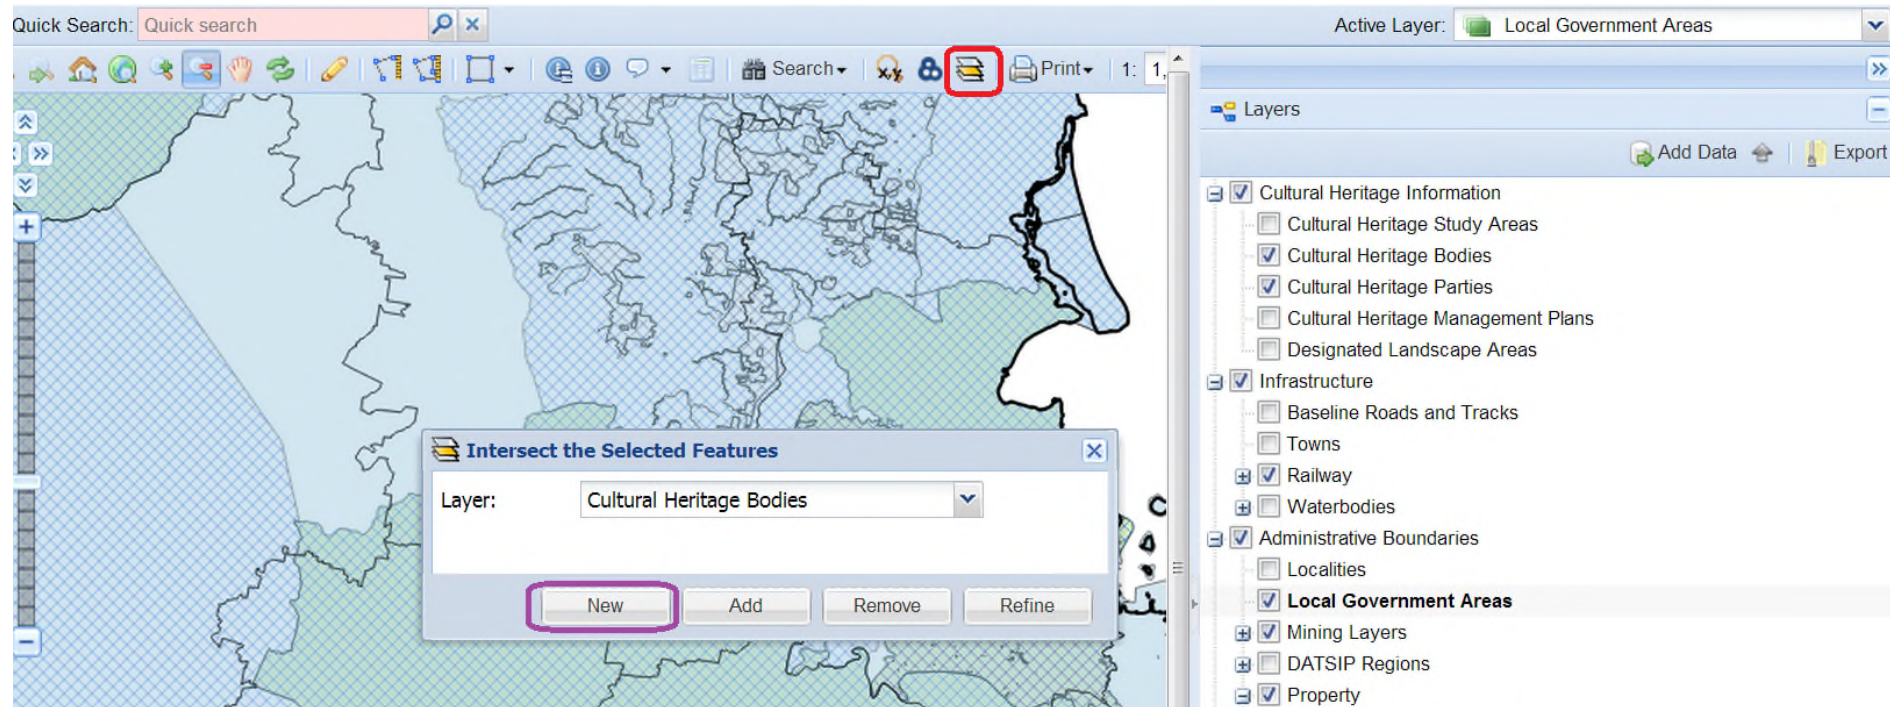 Quick Search: Quick search
Active Layer: Local Government Areas
Search
x,y
Print
1: 1,
Layers
Add Data
Export
Cultural Heritage Information
Cultural Heritage Study Areas
Cultural Heritage Bodies
Cultural Heritage Parties
Cultural Heritage Management Plans
Designated Landscape Areas
Infrastructure
Baseline Roads and Tracks
Towns
Railway
Waterbodies
Administrative Boundaries
Localities
Local Government Areas
Mining Layers
DATSIP Regions
Property
Intersect the Selected Features
Layer: Cultural Heritage Bodies
New Add Remove Refine